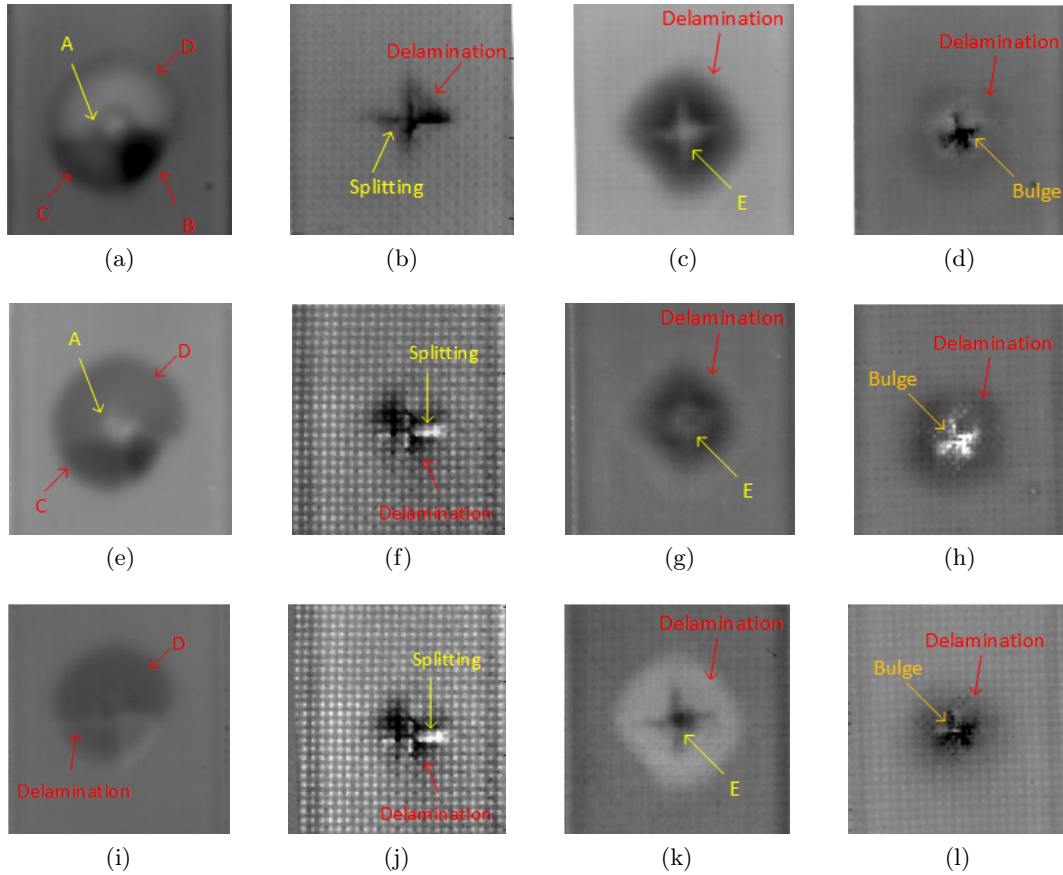 A
D
C
B
Delamination
Splitting
Delamination
E
Delamination
Bulge
(a)
(b)
(c)
(d)
A
D
C
Splitting
Delamination
Delamination
E
Delamination
Bulge
(e)
(f)
(g)
(h)
D
Delamination
Splitting
Delamination
Delamination
E
Delamination
Bulge
(i)
(j)
(k)
(l)